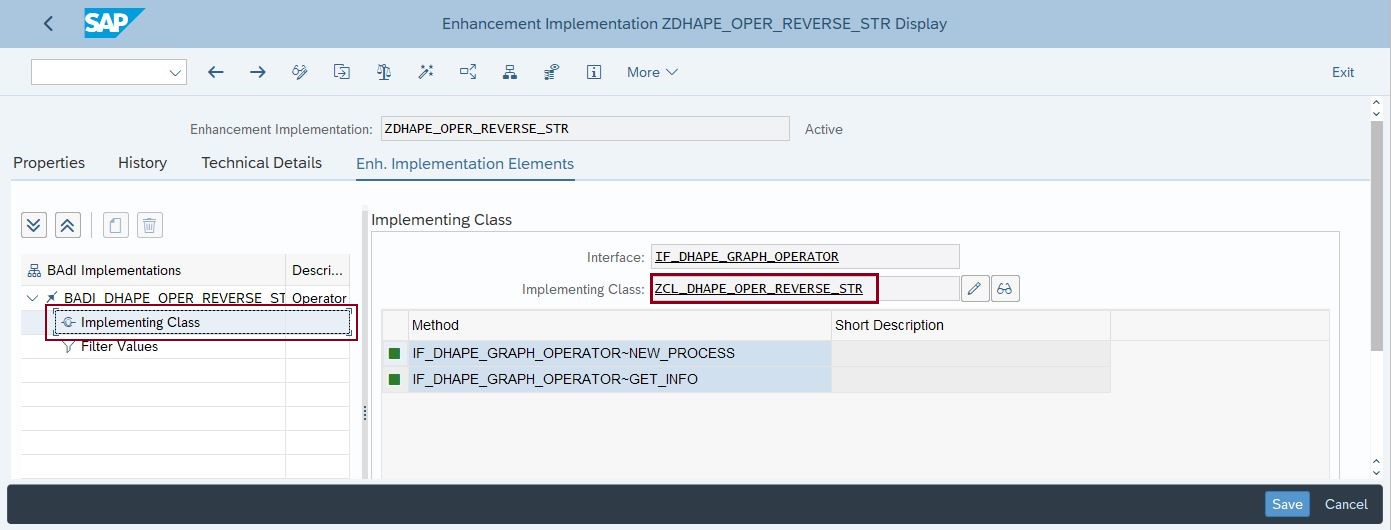 SAP
Enhancement Implementation ZDHAPE_OPER_REVERSE_STR Display
More
Exit
Enhancement Implementation: ZDHAPE_OPER_REVERSE_STR Active
Properties History Technical Details Enh. Implementation Elements
Implementing Class
Interface: IF_DHAPE_GRAPH_OPERATOR
BAdI Implementations Descri...
Implementing Class: ZCL_DHAPE_OPER_REVERSE_STR
BADI_DHAPE_OPER_REVERSE_ST Operator
Implementing Class
Filter Values
Method Short Description
IF_DHAPE_GRAPH_OPERATOR~NEW_PROCESS
IF_DHAPE_GRAPH_OPERATOR~GET_INFO
Save Cancel